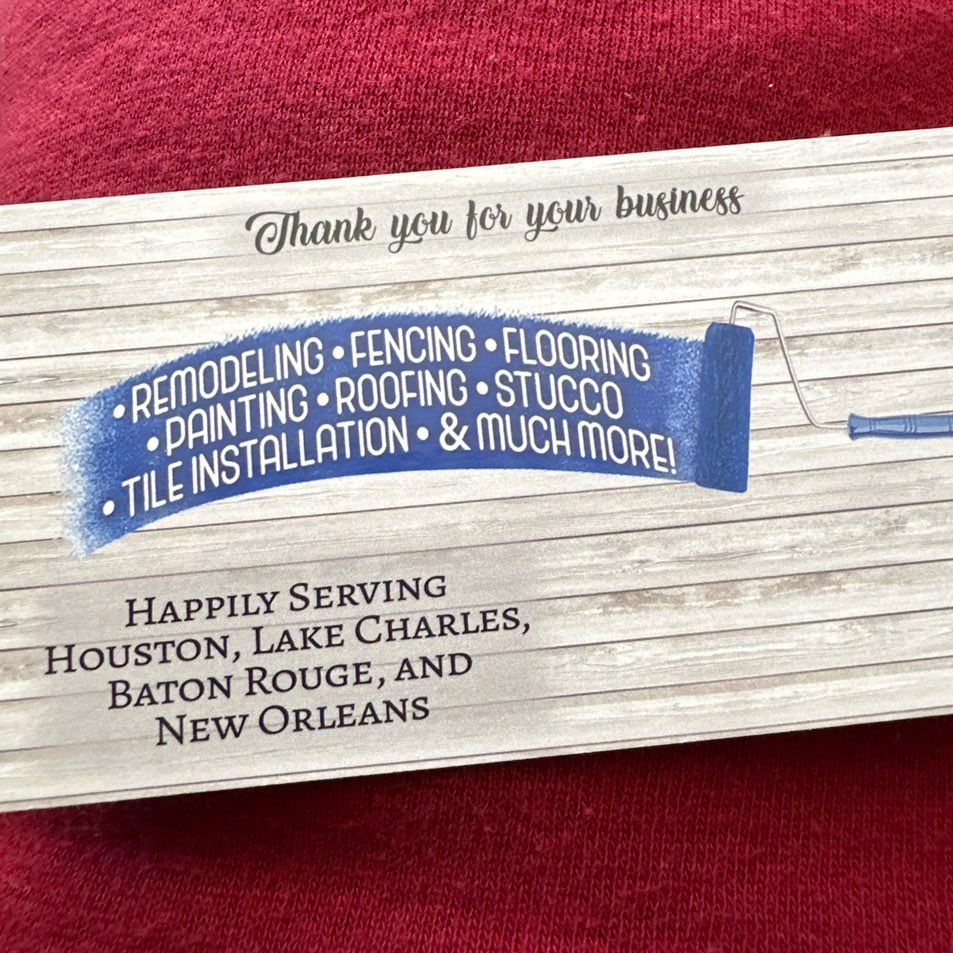 Thank you for your business
• REMODELING • FENCING • FLOORING
• PAINTING • ROOFING • STUCCO
• TILE INSTALLATION • & MUCH MORE!
Happily Serving
Houston, Lake Charles,
Baton Rouge, and
New Orleans